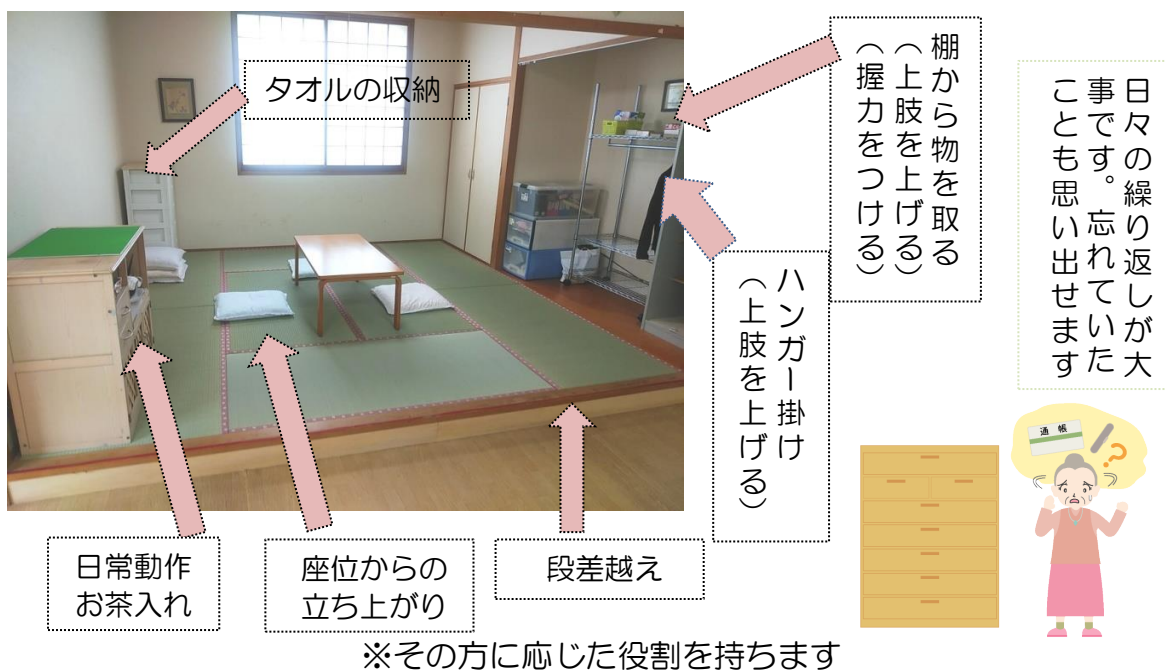 タオルの収納
棚から物を取る
（上肢を上げる）
（握力をつける）
日々の繰り返しが大
事です。忘れていた
ことも思い出せます
ハンガー掛け
（上肢を上げる）
通帳
？
日常動作
お茶入れ
座位からの
立ち上がり
段差越え
※その方に応じた役割を持ちます